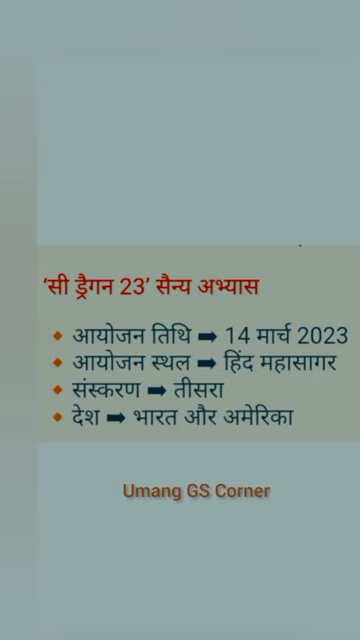 ‘सी ड्रैगन 23’ सैन्य अभ्यास
🔸 आयोजन तिथि ➡ 14 मार्च 2023
🔸 आयोजन स्थल ➡ हिंद महासागर
🔸 संस्करण ➡ तीसरा
🔸 देश ➡ भारत और अमेरिका
Umang GS Corner